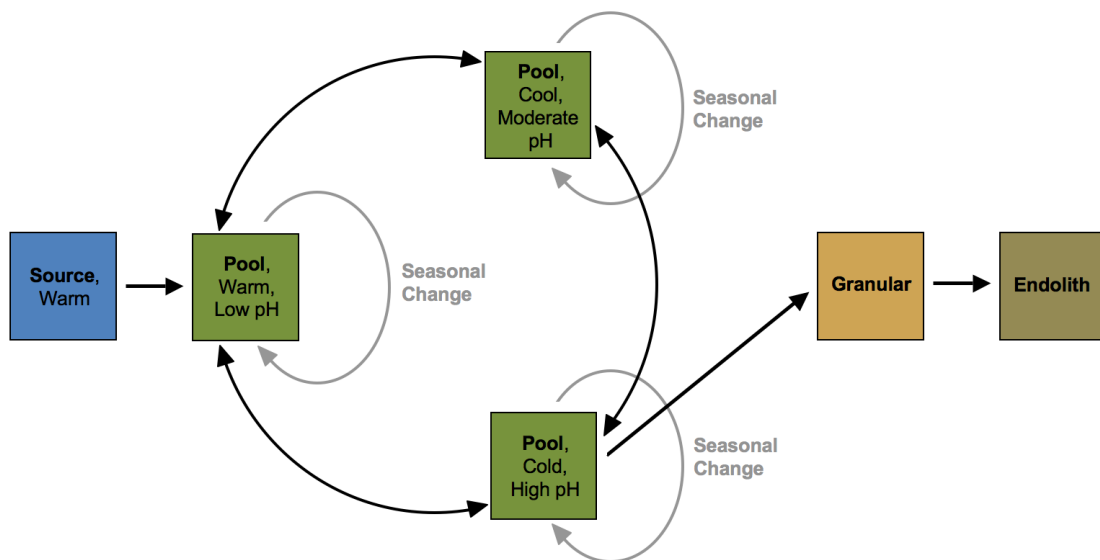 Pool,
Cool,
Moderate
pH
Seasonal
Change
Source,
Warm
Pool,
Warm,
Low pH
Seasonal
Change
Granular
Endolith
Pool,
Cold,
High pH
Seasonal
Change